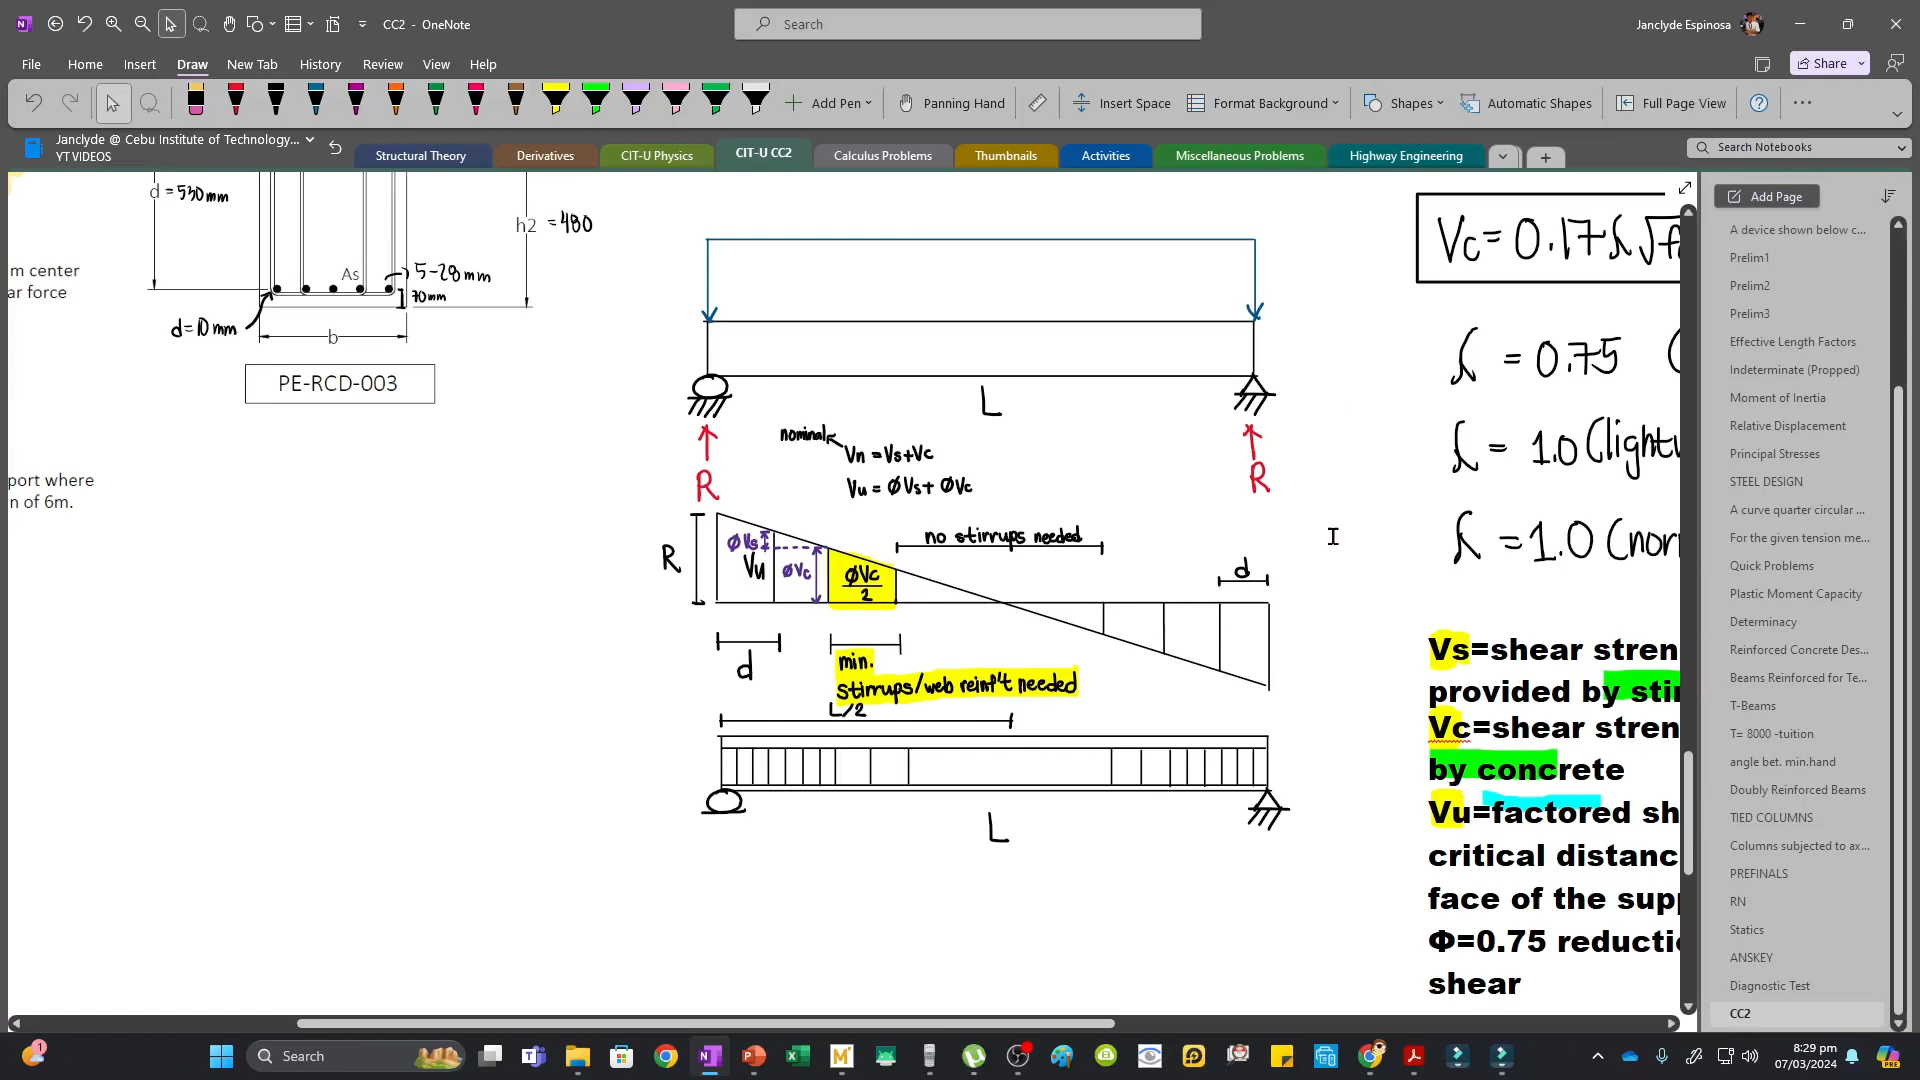 CC2 - OneNote
Search
Janclyde Espinosa
File
Home
Insert
Draw
New Tab
History
Review
View
Help
Share
Add Pen
Panning Hand
Insert Space
Format Background
Shapes
Automatic Shapes
Full Page View
Janclyde @ Cebu Institute of Technology...
YT VIDEOS
Structural Theory
Derivatives
CIT-U Physics
CIT-U CC2
Calculus Problems
Thumbnails
Activities
Miscellaneous Problems
Highway Engineering
Search Notebooks
d = 530mm
h2 = 480
m center
ar force
As
5-28mm
70mm
d=10mm
b
PE-RCD-003
port where
n of 6m.
L
R
R
nominal
Vn = Vs+Vc
Vu = ØVs+ ØVc
no stirrups needed
R
ØVs
Vu
ØVc
ØVc
2
d
d
min.
stirrups/web reinf't needed
L/2
L
Vc= 0.17λ√f
λ = 0.75 (
λ = 1.0 (lightw
λ = 1.0 (nor
Vs=shear stren
provided by sti
Vc=shear stren
by concrete
Vu=factored sh
critical distanc
face of the sup
Φ=0.75 reducti
shear
Add Page
A device shown below c...
Prelim1
Prelim2
Prelim3
Effective Length Factors
Indeterminate (Propped)
Moment of Inertia
Relative Displacement
Principal Stresses
STEEL DESIGN
A curve quarter circular ...
For the given tension me...
Quick Problems
Plastic Moment Capacity
Determinacy
Reinforced Concrete Des...
Beams Reinforced for Te...
T-Beams
T= 8000 -tuition
angle bet. min.hand
Doubly Reinforced Beams
TIED COLUMNS
Columns subjected to ax...
PREFINALS
RN
Statics
ANSKEY
Diagnostic Test
CC2
1
Search
8:29 pm
07/03/2024